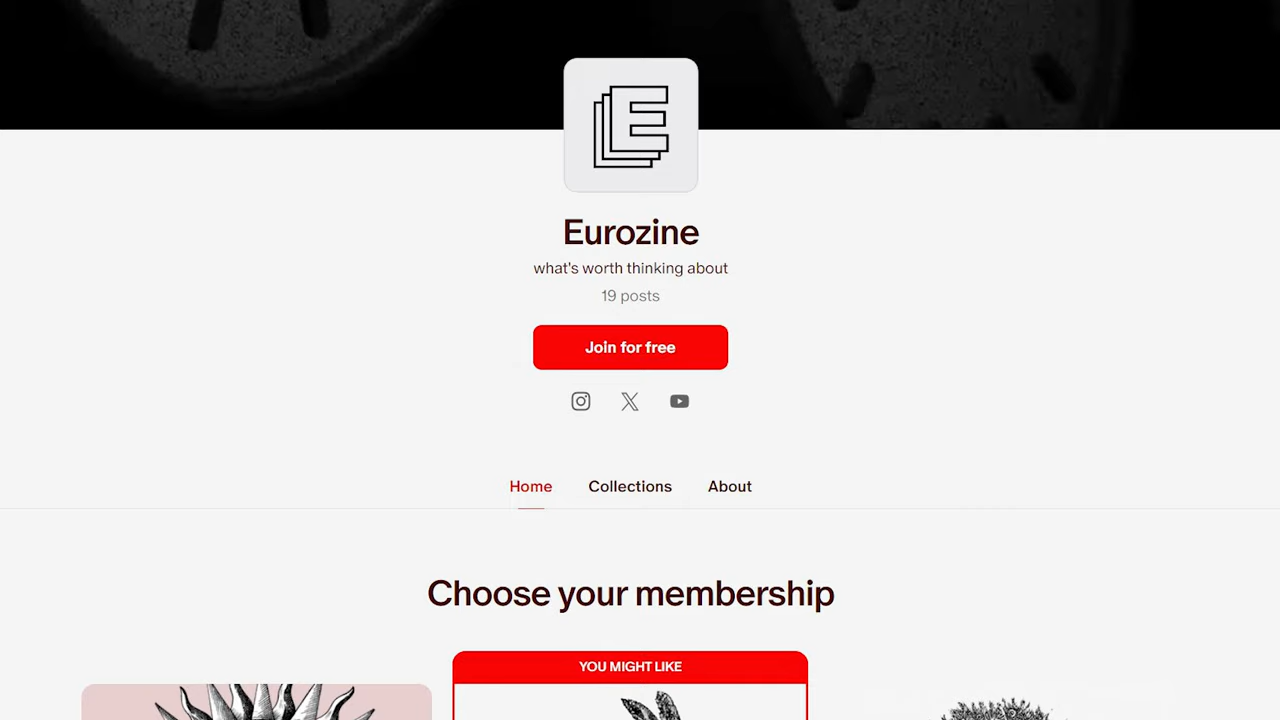 E
Eurozine
what's worth thinking about
19 posts
Join for free
Home Collections About
Choose your membership
YOU MIGHT LIKE